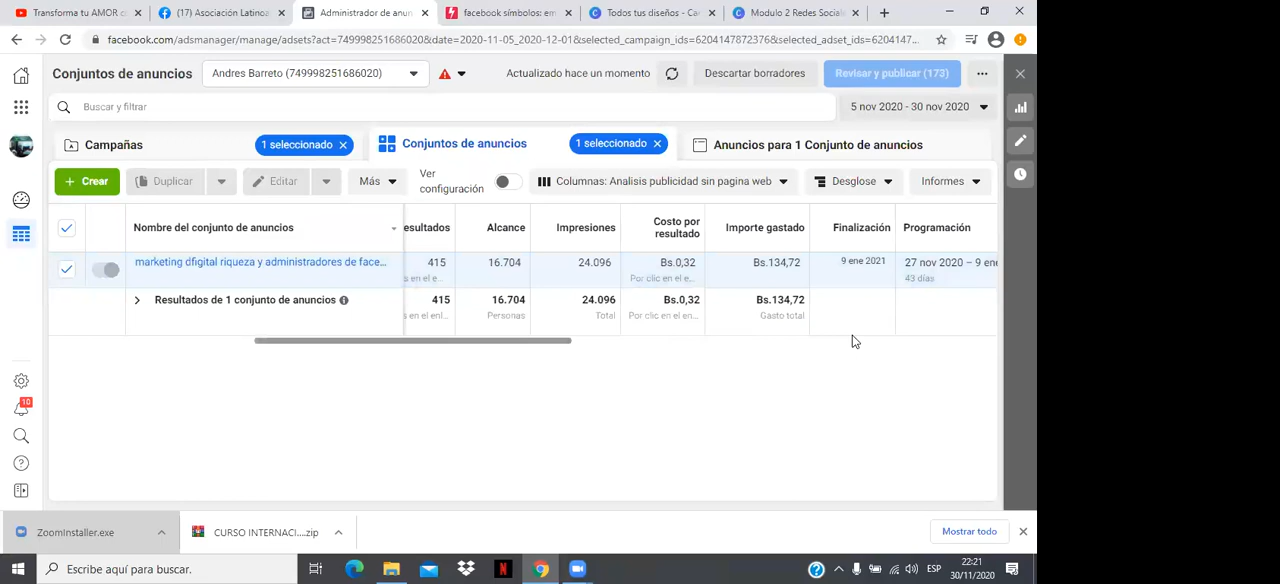 Transforma tu AMOR c
(17) Asociación Latinoa
Administrador de anun
facebook símbolos: em
Todos tus diseños - Ca
Modulo 2 Redes Sociale
facebook.com/adsmanager/manage/adsets?act=749998251686020&date=2020-11-05_2020-12-01&selected_campaign_ids=6204147872376&selected_adset_ids=6204147...
Conjuntos de anuncios
Andres Barreto (749998251686020)
Actualizado hace un momento
Descartar borradores
Revisar y publicar (173)
Buscar y filtrar
5 nov 2020 - 30 nov 2020
Campañas
1 seleccionado
Conjuntos de anuncios
1 seleccionado
Anuncios para 1 Conjunto de anuncios
Crear
Duplicar
Editar
Más
Ver configuración
Columnas: Analisis publicidad sin pagina web
Desglose
Informes
Nombre del conjunto de anuncios
esultados
Alcance
Impresiones
Costo por resultado
Importe gastado
Finalización
Programación
marketing dfigital riqueza y administradores de face...
415
s en el e...
16.704
24.096
Bs.0,32
Por clic en el e...
Bs.134,72
9 ene 2021
27 nov 2020 – 9 ene
43 días
Resultados de 1 conjunto de anuncios
415
s en el enl...
16.704
Personas
24.096
Total
Bs.0,32
Por clic en el en...
Bs.134,72
Gasto total
10
ZoomInstaller.exe
CURSO INTERNACI....zip
Mostrar todo
Escribe aquí para buscar.
ESP
22:21
30/11/2020